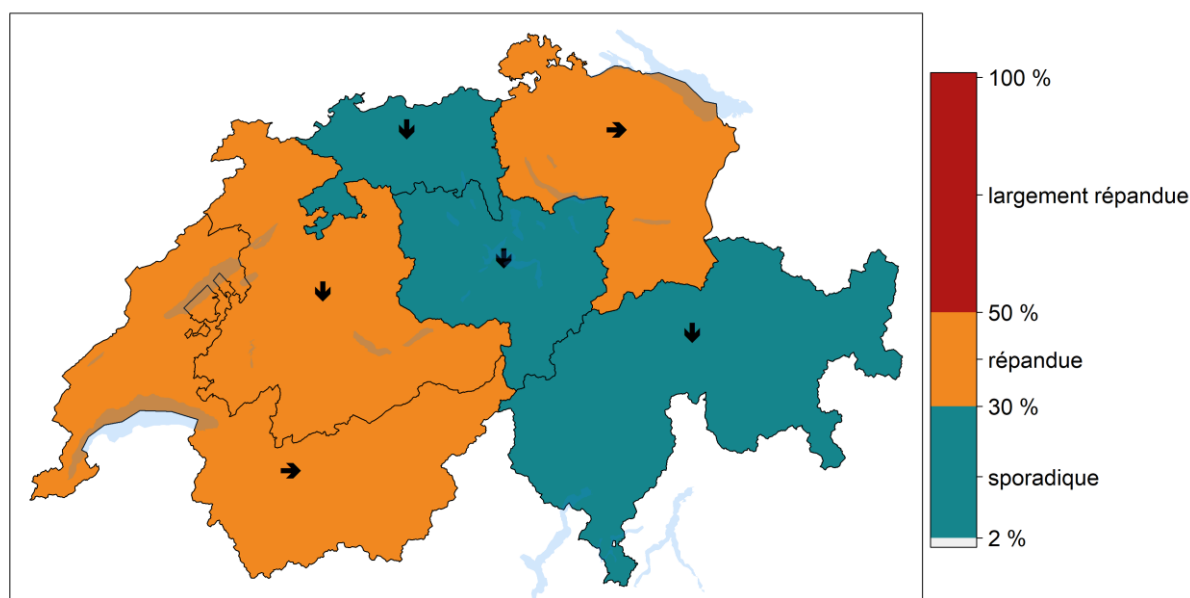 100 %
largement répandue
50 %
répandue
30 %
sporadique
2 %